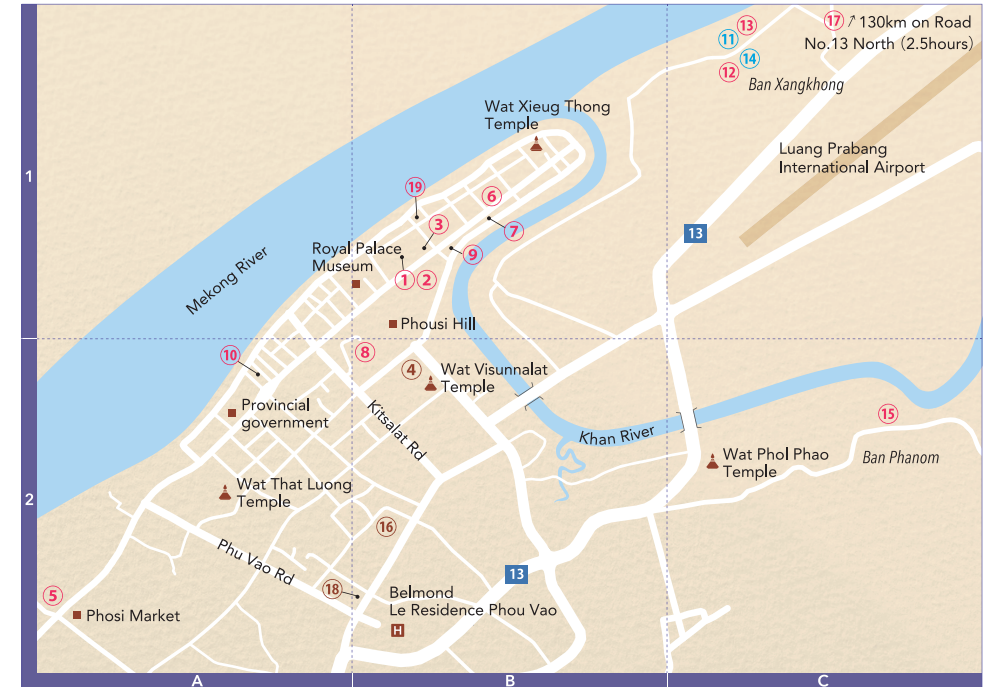 17 130km on Road
No.13 North (2.5hours)
13
11
14
12
Ban Xangkhong
Wat Xieug Thong
Temple
Luang Prabang
International Airport
1
19
6
3
7
13
Royal Palace
Museum
9
1 2
Mekong River
Phousi Hill
10
8
4
Wat Visunnalat
Temple
Provincial
government
Kitsalat Rd
Khan River
15
Wat Phol Phao
Temple
Ban Phanom
Wat That Luong
Temple
2
16
Phu Vao Rd
13
18
5
Belmond
Le Residence Phou Vao
Phosi Market
H
A
B
C